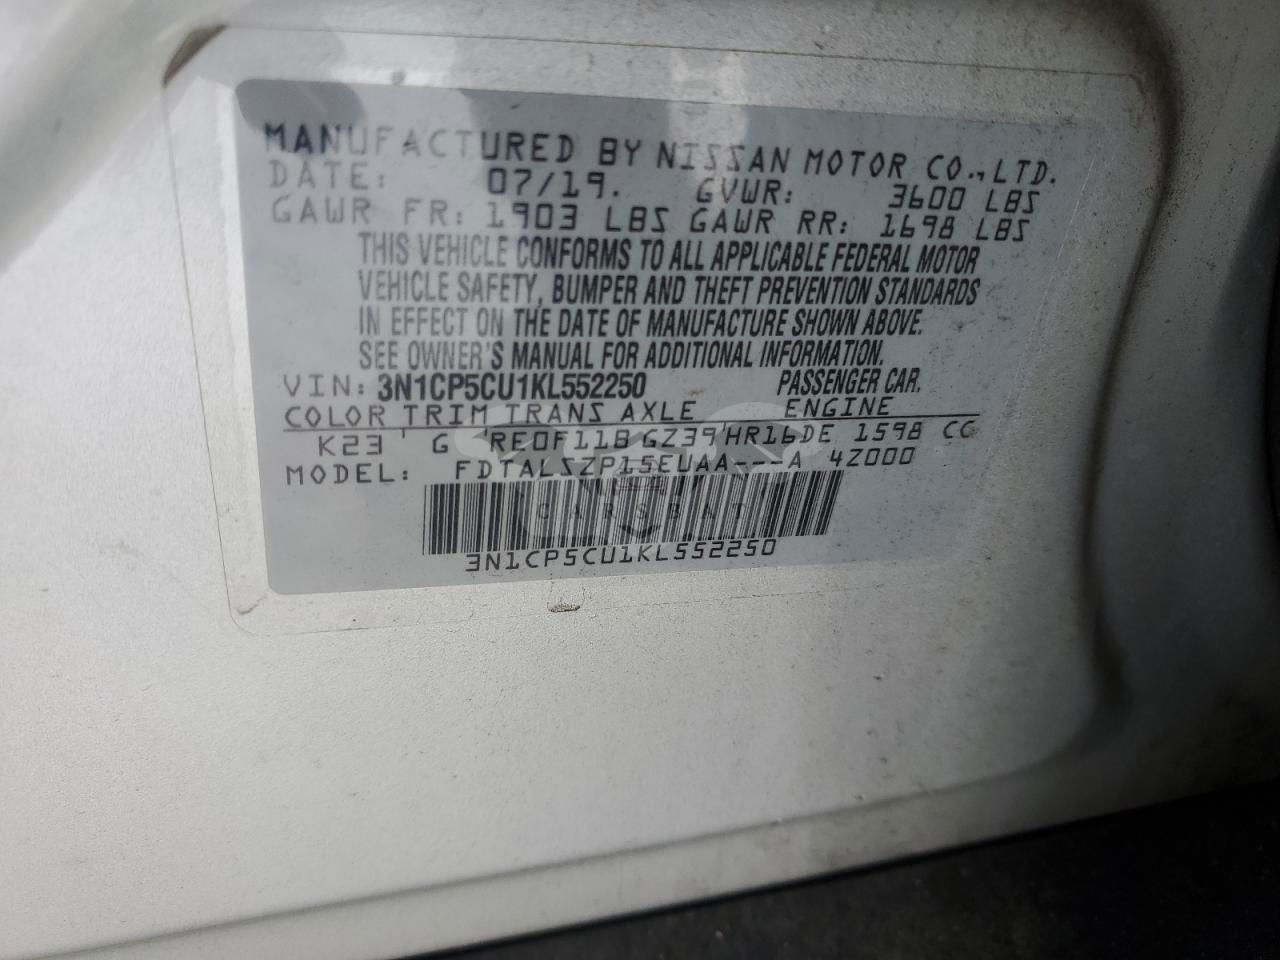 MANUFACTURED BY NISSAN MOTOR CO., LTD.
DATE: 07/19. GVWR: 3600 LBS
GAWR FR: 1903 LBS GAWR RR: 1698 LBS
THIS VEHICLE CONFORMS TO ALL APPLICABLE FEDERAL MOTOR
VEHICLE SAFETY, BUMPER AND THEFT PREVENTION STANDARDS
IN EFFECT ON THE DATE OF MANUFACTURE SHOWN ABOVE.
SEE OWNER'S MANUAL FOR ADDITIONAL INFORMATION.
VIN: 3N1CP5CU1KL552250 PASSENGER CAR.
COLOR TRIM TRANS AXLE ENGINE
K23 ' G 'RE0F11B GZ39'HR16DE 1598 CC
MODEL: FDTALSZP15EUAA---A 4Z000
CARSBAT
3N1CP5CU1KL552250